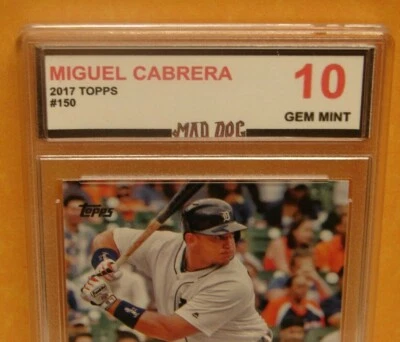 MIGUEL CABRERA
2017 TOPPS
#150
10
GEM MINT
MAD DOG
Topps